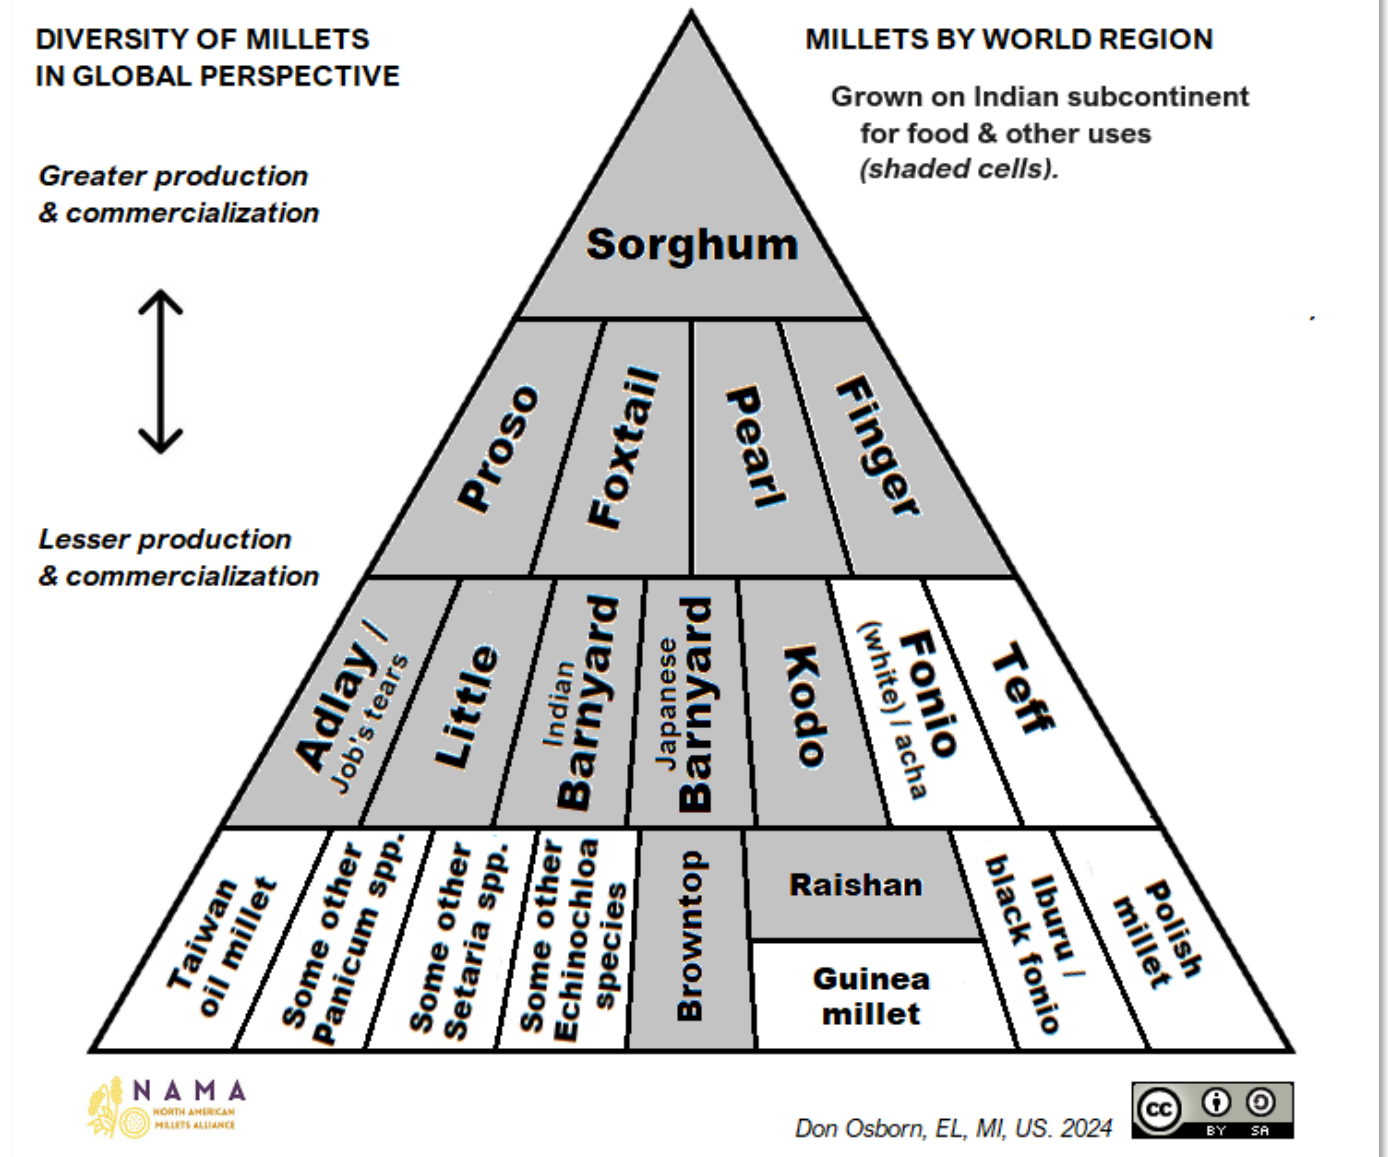 DIVERSITY OF MILLETS
IN GLOBAL PERSPECTIVE
MILLETS BY WORLD REGION
Grown on Indian subcontinent
for food & other uses
(shaded cells).
Greater production
& commercialization
Lesser production
& commercialization
Sorghum
Proso
Foxtail
Pearl
Finger
Adlay /
Job's tears
Little
Indian
Barnyard
Japanese
Barnyard
Kodo
Fonio
(white) / acha
Teff
Taiwan
oil millet
Some other
Panicum spp.
Some other
Setaria spp.
Some other
Echinochloa
species
Browntop
Raishan
Guinea
millet
Iburu /
black fonio
Polish
millet
NAMA
NORTH AMERICAN
MILLETS ALLIANCE
Don Osborn, EL, MI, US. 2024
cc
BY SA